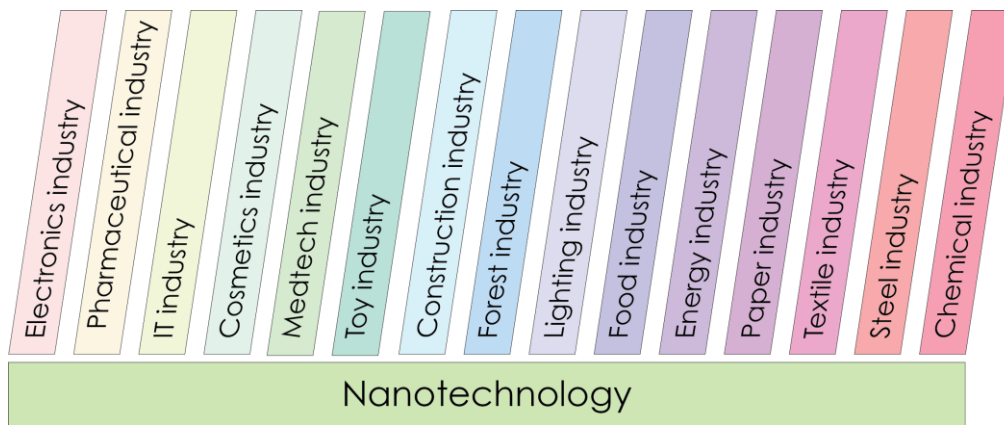 Electronics industry
Pharmaceutical industry
IT industry
Cosmetics industry
Medtech industry
Toy industry
Construction industry
Forest industry
Lighting industry
Food industry
Energy industry
Paper industry
Textile industry
Steel industry
Chemical industry
Nanotechnology